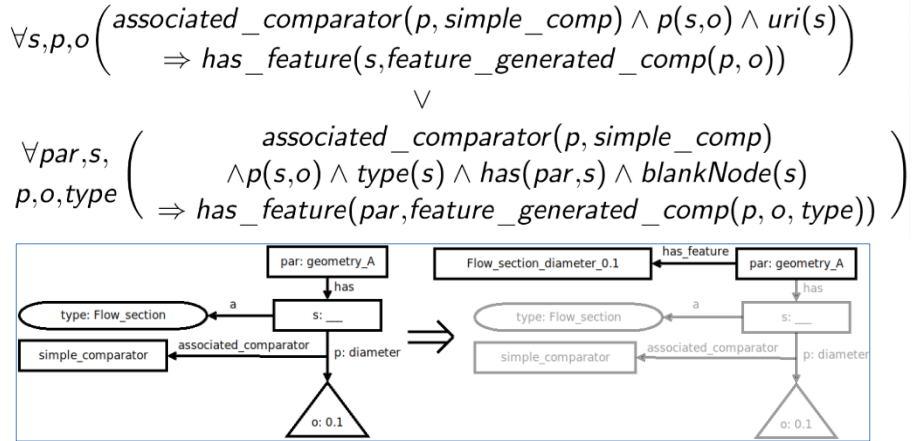 ∀s,p,o(associated_comparator(p, simple_comp) ∧ p(s,o) ∧ uri(s)
⇒ has_feature(s,feature_generated_comp(p, o)))
∨
∀par,s,
p,o,type
(associated_comparator(p, simple_comp)
∧p(s,o) ∧ type(s) ∧ has(par,s) ∧ blankNode(s)
⇒ has_feature(par,feature_generated_comp(p, o, type)))
par: geometry_A
has
a
type: Flow_section
s: __
associated_comparator
simple_comparator
p: diameter
o: 0.1
⇒
Flow_section_diameter_0.1
has_feature
par: geometry_A
has
a
type: Flow_section
s: __
associated_comparator
simple_comparator
p: diameter
o: 0.1